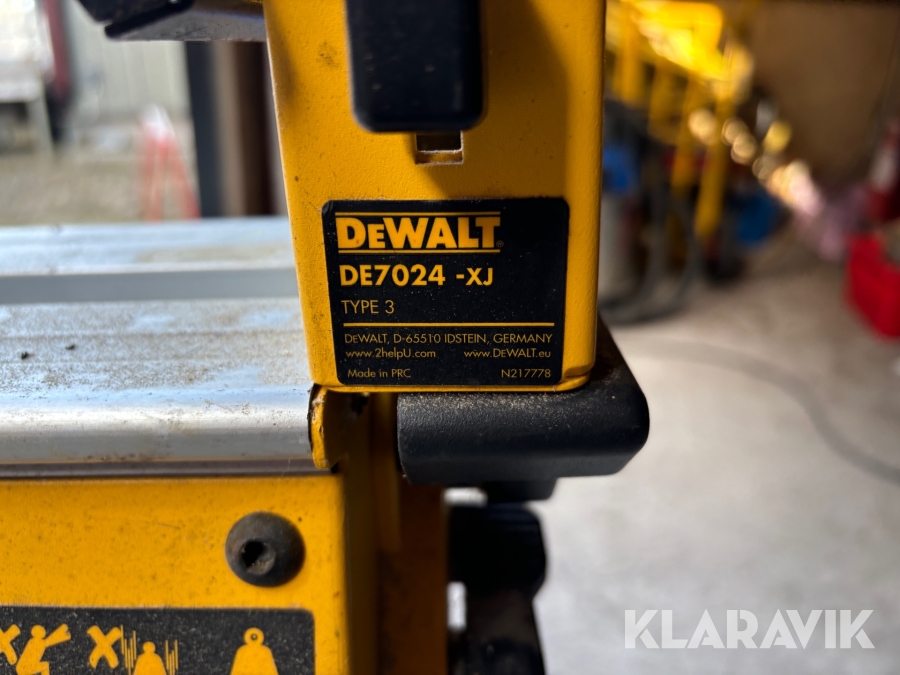 DEWALT
DE7024 -XJ
TYPE 3
DEWALT, D-65510 IDSTEIN, GERMANY
www.2helpU.com www.DEWALT.eu
Made in PRC N217778
KLARAVIK